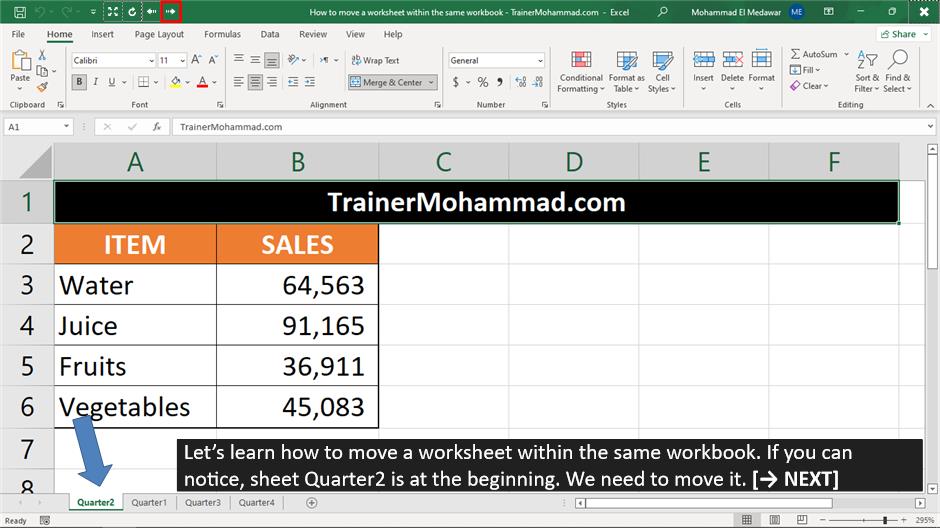 How to move a worksheet within the same workbook - TrainerMohammad.com - Excel
Mohammad El Medawar ME
File Home Insert Page Layout Formulas Data Review View Help Share
Paste
Clipboard
Calibri 11 A A
B I U A
Font
Wrap Text
Merge & Center
Alignment
General
$ % 9
Number
Conditional Formatting
Format as Table
Cell Styles
Styles
Insert Delete Format
Cells
AutoSum
Fill
Clear
Sort & Filter
Find & Select
Editing
A1 fx TrainerMohammad.com
A B C D E F
1 TrainerMohammad.com
2 ITEM SALES
3 Water 64,563
4 Juice 91,165
5 Fruits 36,911
6 Vegetables 45,083
7
8
Let's learn how to move a worksheet within the same workbook. If you can
notice, sheet Quarter2 is at the beginning. We need to move it. [→ NEXT]
Quarter2 Quarter1 Quarter3 Quarter4
Ready 295%